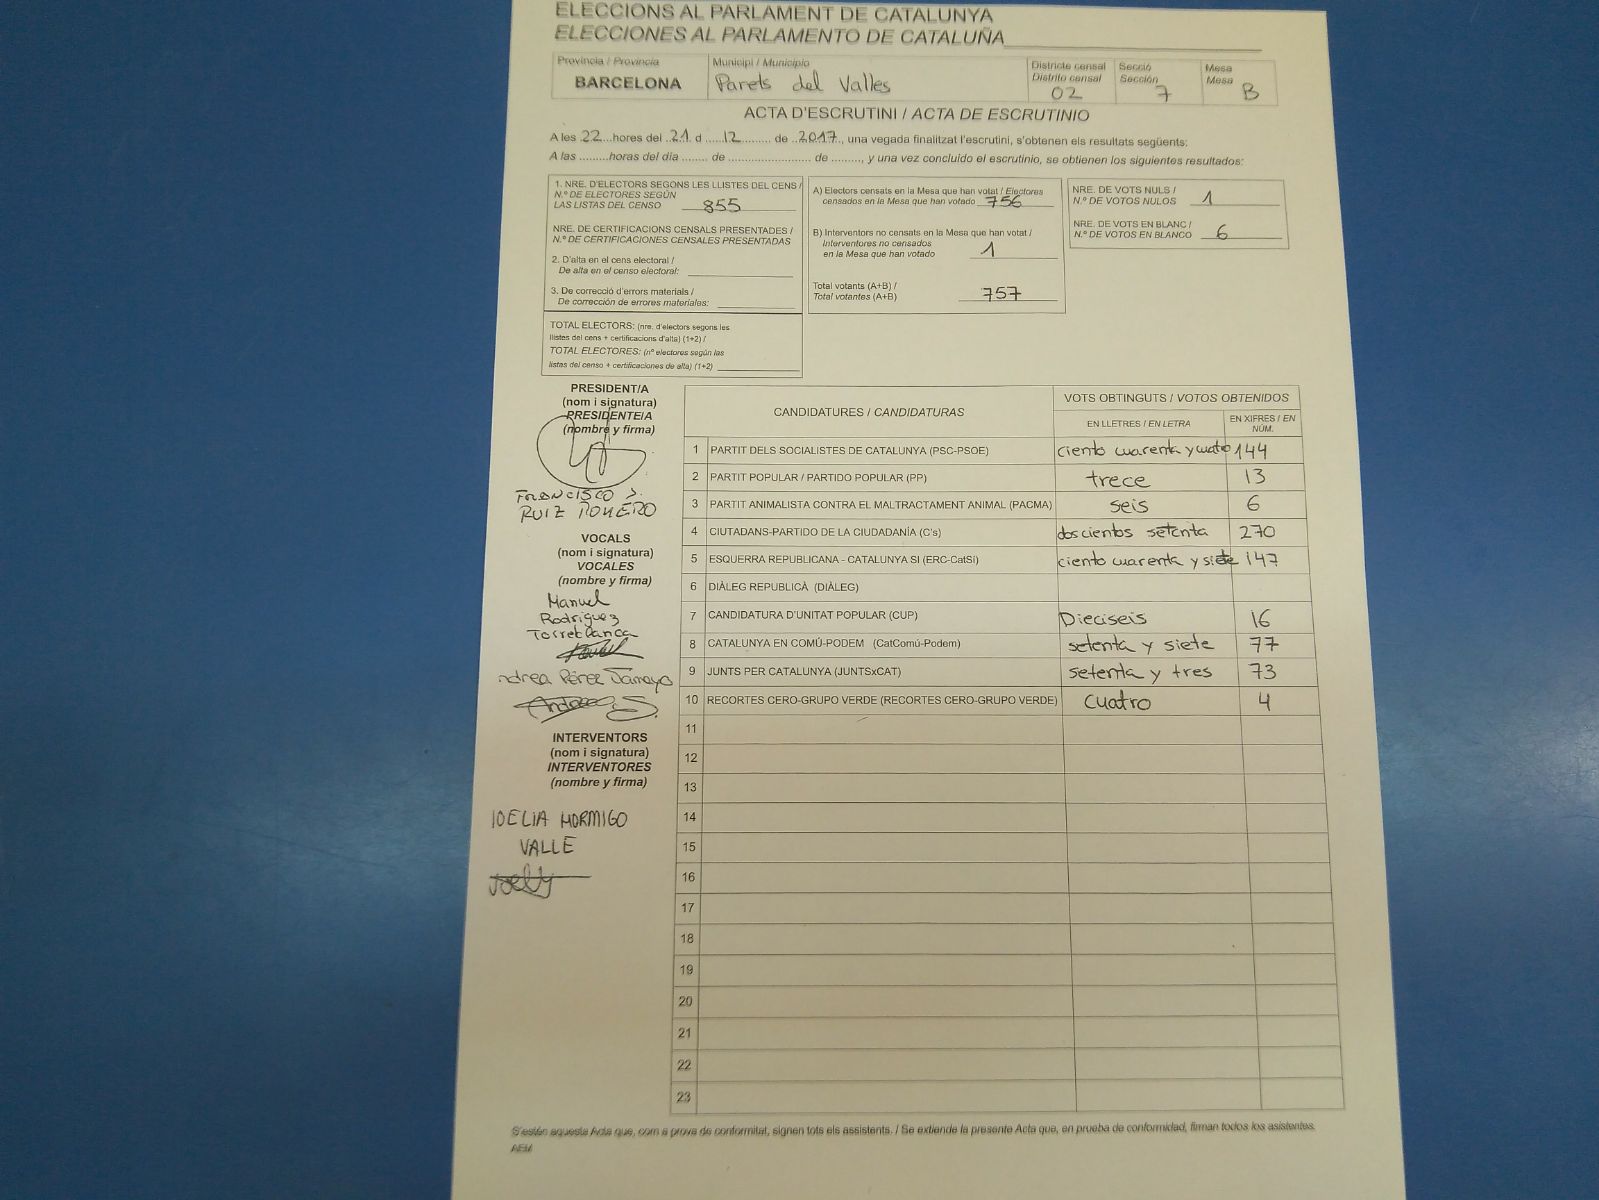 ELECCIONS AL PARLAMENT DE CATALUNYA
ELECCIONES AL PARLAMENTO DE CATALUÑA
Província / Provincia
BARCELONA
Municipi / Municipio
Parets del Valles
Districte censal
Distrito censal
02
Secció
Sección
7
Mesa
Mesa
B
ACTA D'ESCRUTINI / ACTA DE ESCRUTINIO
A les 22 hores del 21 d 12 de 2017, una vegada finalitzat l'escrutini, s'obtenen els resultats següents:
A las .........horas del día ....... de ...................... de ........, y una vez concluido el escrutinio, se obtienen los siguientes resultados:
1. NRE. D'ELECTORS SEGONS LES LLISTES DEL CENS /
N.º DE ELECTORES SEGÚN
LAS LISTAS DEL CENSO 855
NRE. DE CERTIFICACIONS CENSALS PRESENTADES /
N.º DE CERTIFICACIONES CENSALES PRESENTADAS
2. D'alta en el cens electoral /
De alta en el censo electoral:
3. De correcció d'errors materials /
De corrección de errores materiales:
TOTAL ELECTORS: (nre. d'electors segons les
llistes del cens + certificacions d'alta) (1+2) /
TOTAL ELECTORES: (nº electores según las
listas del censo + certificaciones de alta) (1+2)
A) Electors censats en la Mesa que han votat / Electores
censados en la Mesa que han votado 756
B) Interventors no censats en la Mesa que han votat /
Interventores no censados
en la Mesa que han votado 1
Total votants (A+B) /
Total votantes (A+B) 757
NRE. DE VOTS NULS /
N.º DE VOTOS NULOS 1
NRE. DE VOTS EN BLANC /
N.º DE VOTOS EN BLANCO 6
PRESIDENT/A
(nom i signatura)
PRESIDENTE/A
(nombre y firma)
FRANCISCO J.
RUIZ ROMERO
VOCALS
(nom i signatura)
VOCALES
(nombre y firma)
Manuel
Rodriguez
Torreblanca
ndrea Pérez Tamayo
INTERVENTORS
(nom i signatura)
INTERVENTORES
(nombre y firma)
IDELIA HORMIGO
VALLE
CANDIDATURES / CANDIDATURAS
VOTS OBTINGUTS / VOTOS OBTENIDOS
EN LLETRES / EN LETRA
EN XIFRES / EN
NÚM.
1 PARTIT DELS SOCIALISTES DE CATALUNYA (PSC-PSOE) ciento cuarenta y cuatro 144
2 PARTIT POPULAR / PARTIDO POPULAR (PP) trece 13
3 PARTIT ANIMALISTA CONTRA EL MALTRACTAMENT ANIMAL (PACMA) seis 6
4 CIUTADANS-PARTIDO DE LA CIUDADANÍA (C's) doscientos setenta 270
5 ESQUERRA REPUBLICANA - CATALUNYA SI (ERC-CatSí) ciento cuarenta y siete 147
6 DIÀLEG REPUBLICÀ (DIÀLEG)
7 CANDIDATURA D'UNITAT POPULAR (CUP) Dieciseis 16
8 CATALUNYA EN COMÚ-PODEM (CatComú-Podem) setenta y siete 77
9 JUNTS PER CATALUNYA (JUNTSxCAT) setenta y tres 73
10 RECORTES CERO-GRUPO VERDE (RECORTES CERO-GRUPO VERDE) cuatro 4
11
12
13
14
15
16
17
18
19
20
21
22
23
S'estén aquesta Acta que, com a prova de conformitat, signen tots els assistents. / Se extiende la presente Acta que, en prueba de conformidad, firman todos los asistentes.